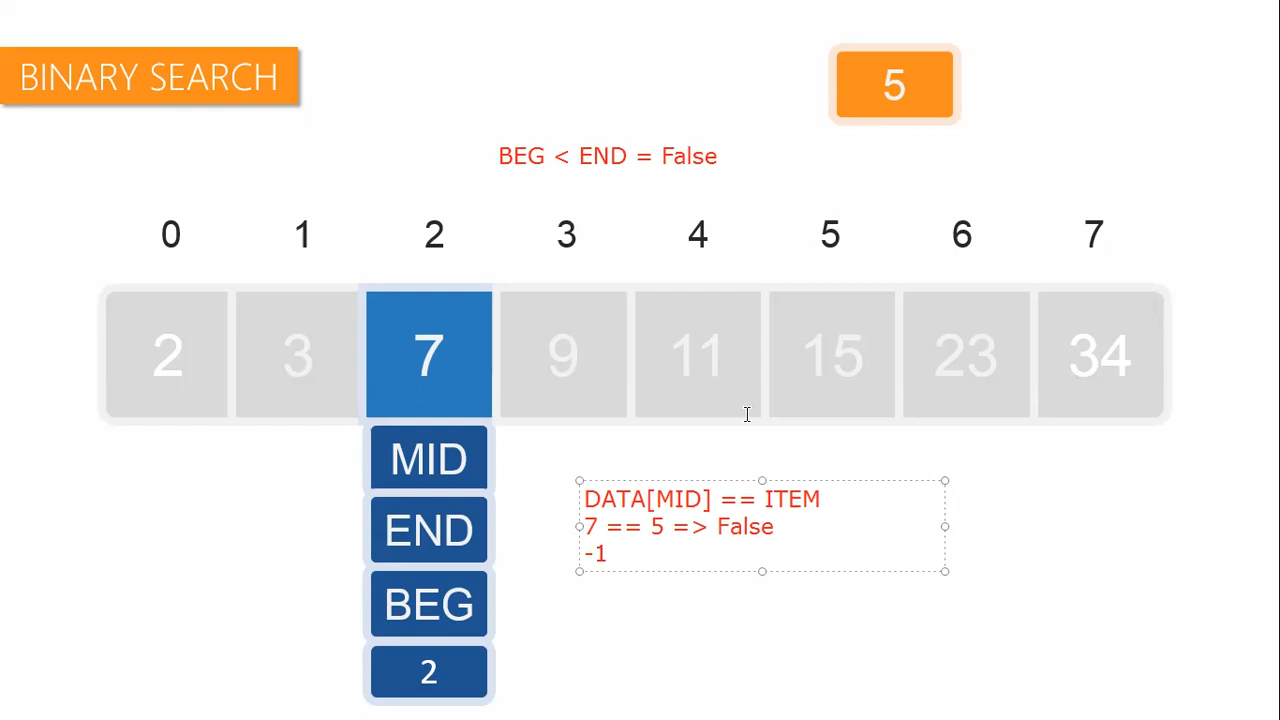 BINARY SEARCH
5
BEG < END = False
0 1 2 3 4 5 6 7
2 3 7 9 11 15 23 34
MID
END
BEG
2
DATA[MID] == ITEM
7 == 5 => False
-1